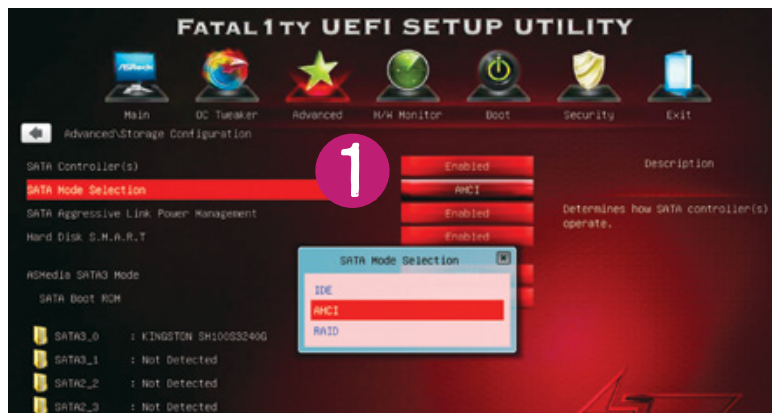 FATAL1TY UEFI SETUP UTILITY
ASRock
Main OC Tweaker Advanced H/W Monitor Boot Security Exit
Advanced\Storage Configuration
1
SATA Controller(s) Enabled
Description
SATA Mode Selection AHCI
SATA Aggressive Link Power Management Enabled
Determines how SATA controller(s)
operate.
Hard Disk S.M.A.R.T Enabled
SATA Mode Selection
IDE
AHCI
RAID
ASMedia SATA3 Mode
SATA Boot ROM
SATA3_0 : KINGSTON SH100S3240G
SATA3_1 : Not Detected
SATA2_2 : Not Detected
SATA2_3 : Not Detected